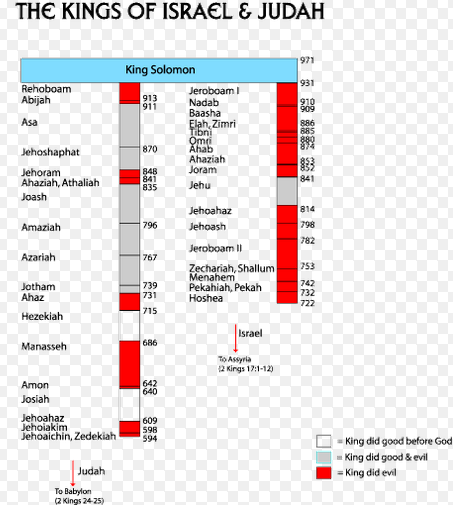 THE KINGS OF ISRAEL & JUDAH
971
King Solomon
931
Rehoboam
Abijah
913
911
Asa
Jehoshaphat
870
Jehoram
848
Ahaziah, Athaliah
841
835
Joash
Amaziah
796
Azariah
767
Jotham
739
Ahaz
731
715
Hezekiah
Manasseh
686
Amon
642
640
Josiah
Jehoahaz
609
Jehoiakim
598
Jehoaichin, Zedekiah
594
Judah
To Babylon
(2 Kings 24-25)
Jeroboam I
Nadab
910
909
Baasha
Elah, Zimri
886
Tibni
885
Omri
880
Ahab
874
Ahaziah
853
Joram
852
841
Jehu
Jehoahaz
814
Jehoash
798
782
Jeroboam II
Zechariah, Shallum
753
Menahem
742
Pekahiah, Pekah
732
Hoshea
722
Israel
To Assyria
(2 Kings 17:1-12)
= King did good before God
= King did good & evil
= King did evil